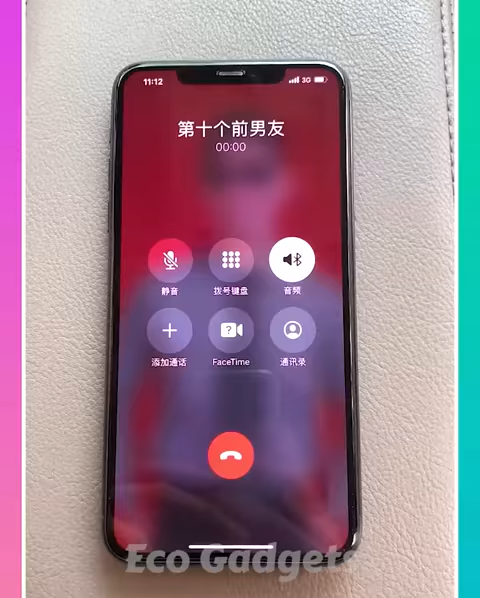 11:12 3G
第十个前男友
00:00
静音 拨号键盘 音频
添加通话 FaceTime 通讯录
Eco Gadgets